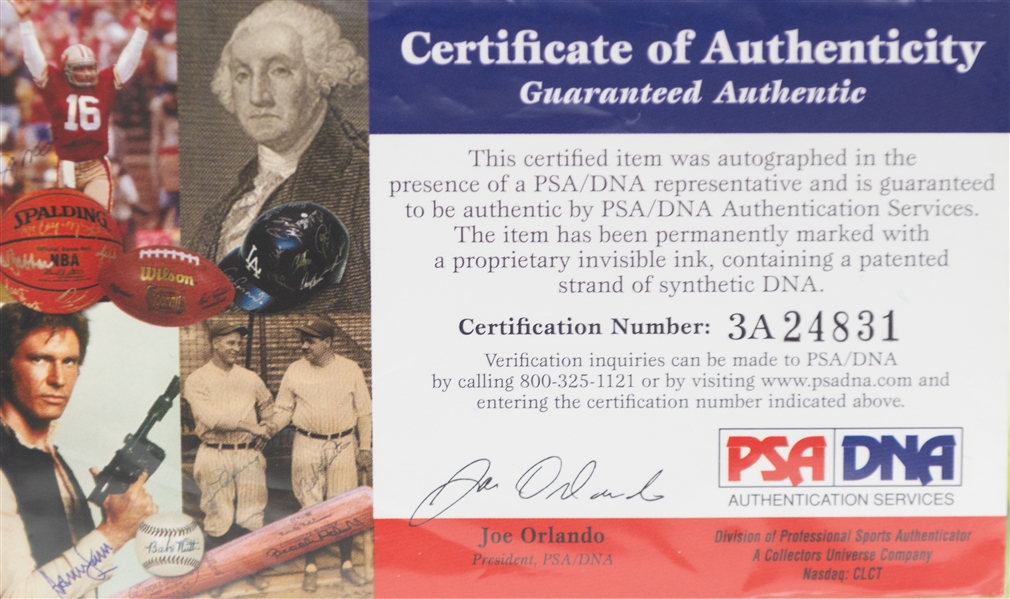 Certificate of Authenticity
Guaranteed Authentic
This certified item was autographed in the
presence of a PSA/DNA representative and is guaranteed
to be authentic by PSA/DNA Authentication Services.
The item has been permanently marked with
a proprietary invisible ink, containing a patented
strand of synthetic DNA.
Certification Number: 3A24831
Verification inquiries can be made to PSA/DNA
by calling 800-325-1121 or by visiting www.psadna.com and
entering the certification number indicated above.
PSA DNA
AUTHENTICATION SERVICES
Joe Orlando
Joe Orlando
President, PSA/DNA
Division of Professional Sports Authenticator
A Collectors Universe Company
Nasdaq: CLCT
16
SPALDING
NBA
Wilson
LA
Babe Ruth